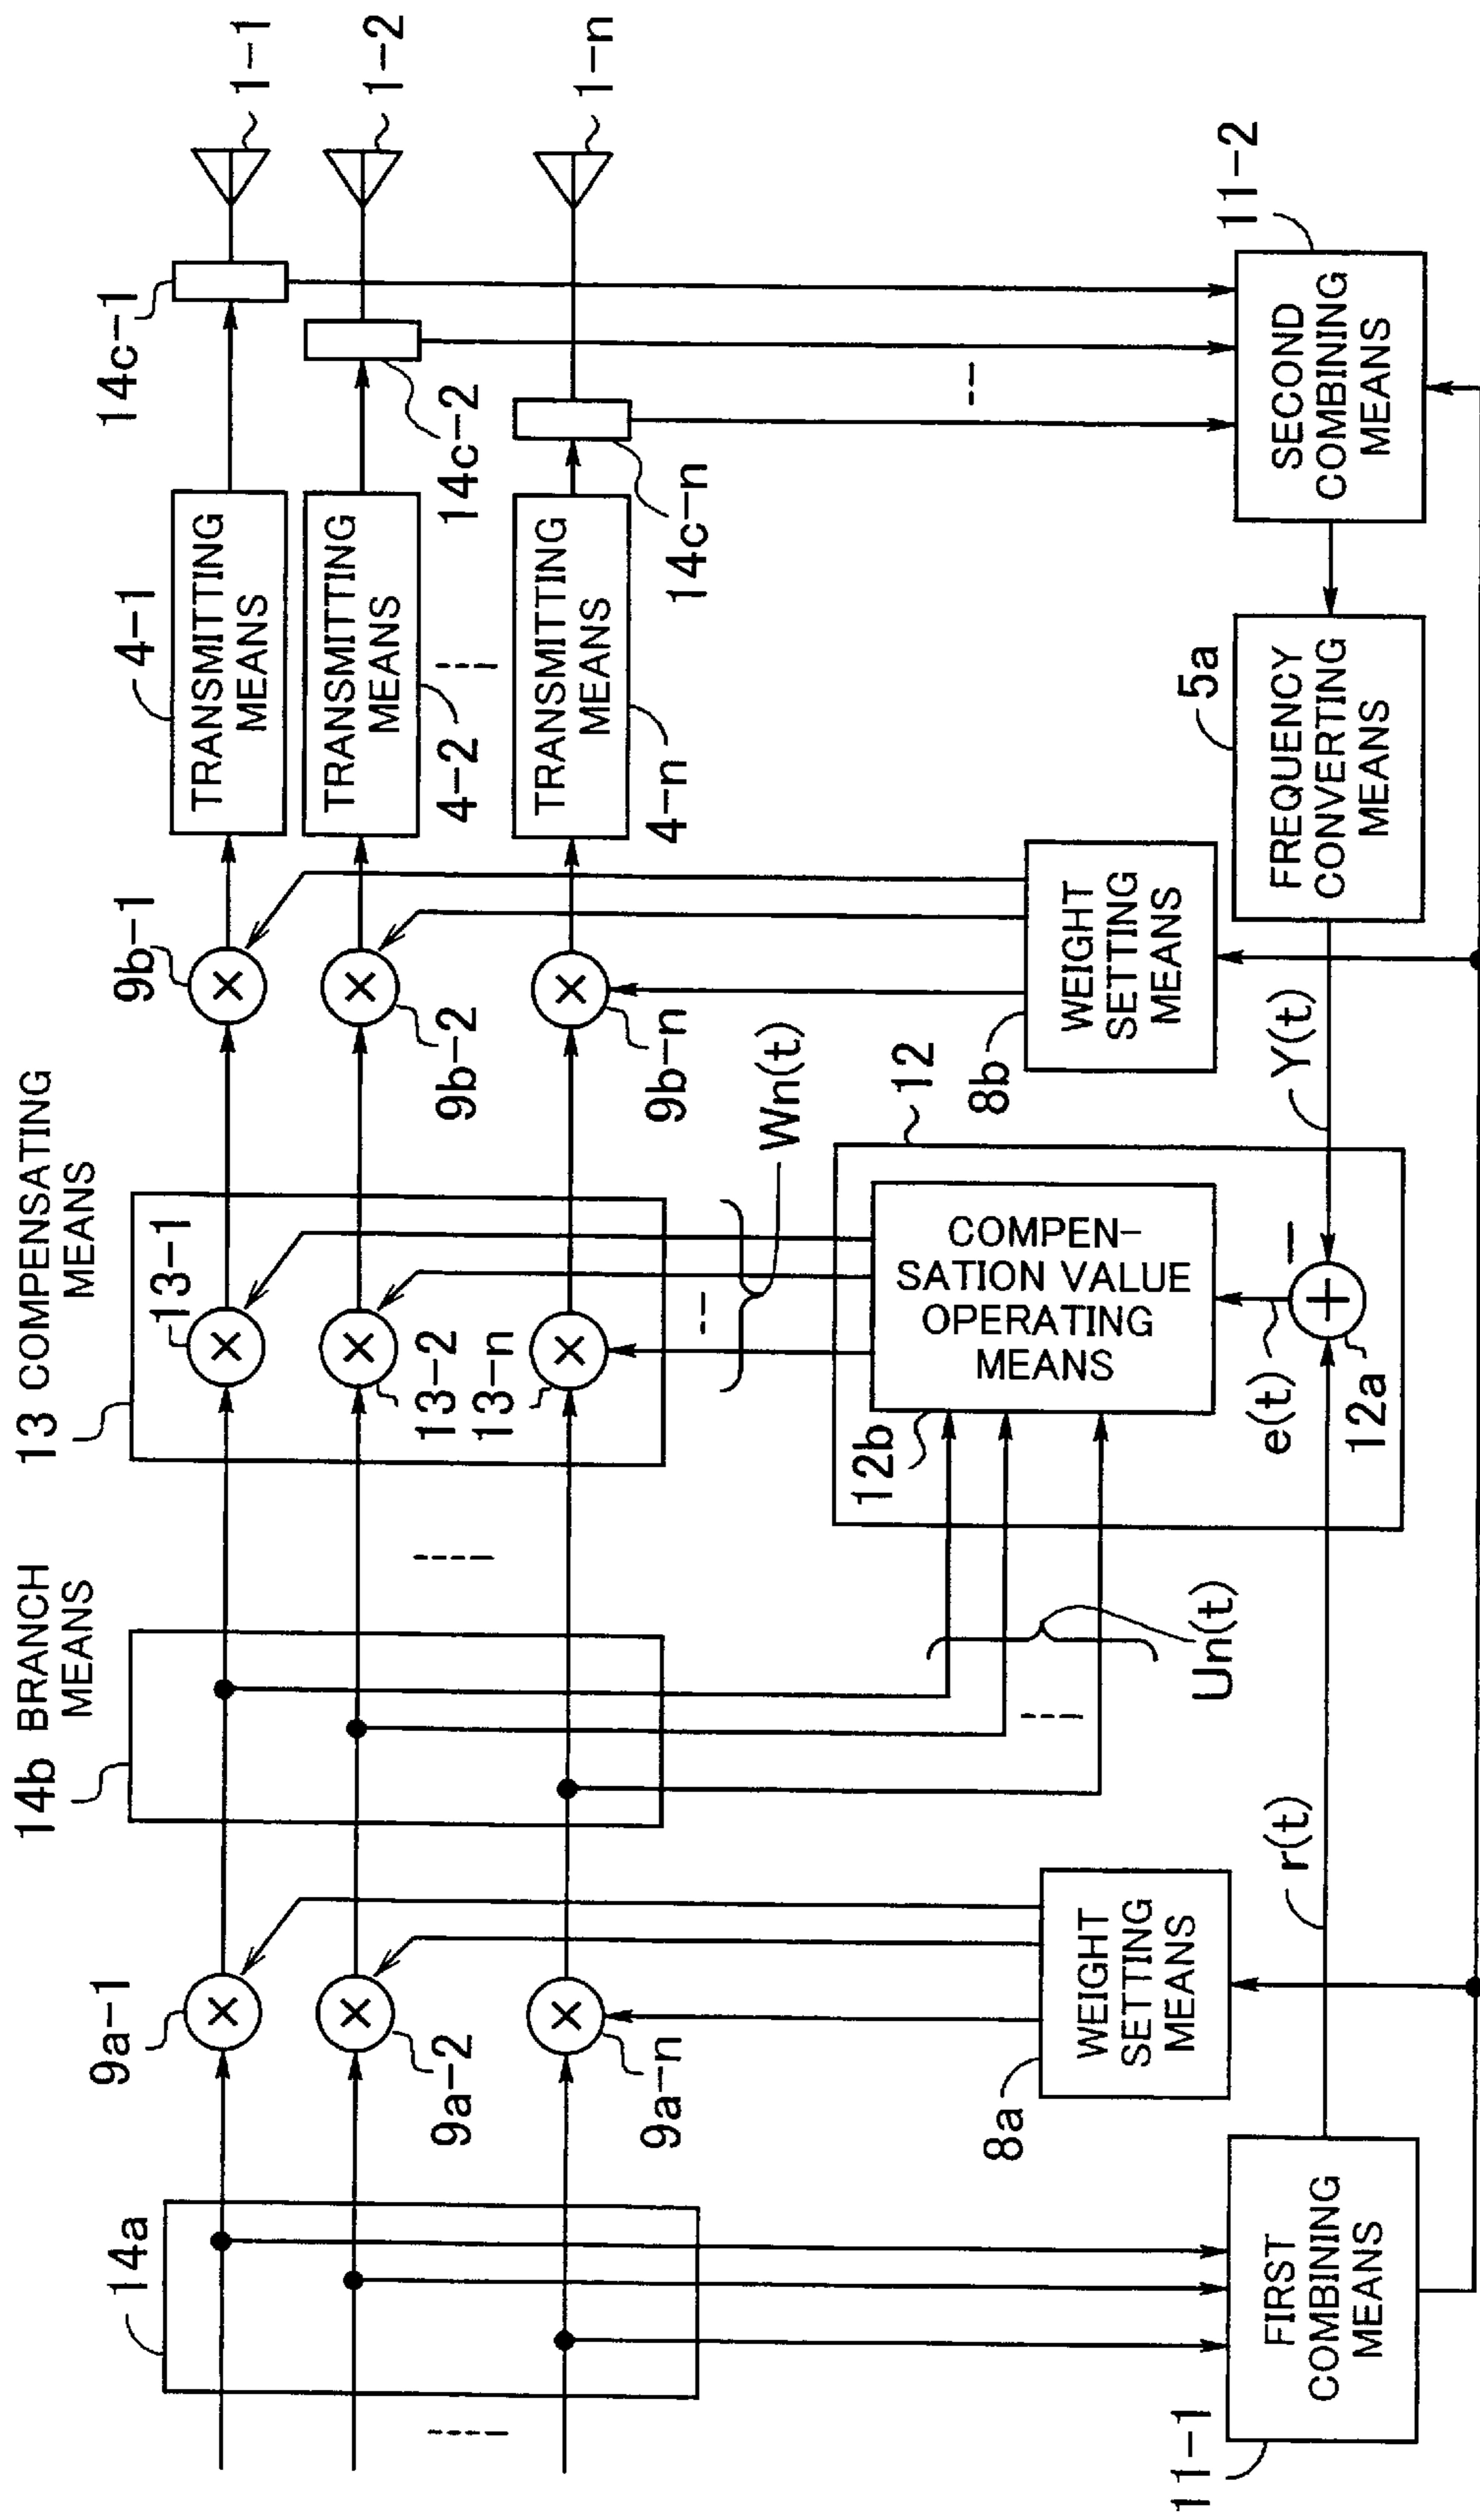 1-1
1-2
1-n
14c-1
14c-2
14c-n
11-2
SECOND
COMBINING
MEANS
4-1
TRANSMITTING
MEANS
TRANSMITTING
MEANS
4-2
TRANSMITTING
MEANS
4-n
5a
FREQUENCY
CONVERTING
MEANS
9b-1
9b-2
9b-n
8b
WEIGHT
SETTING
MEANS
Y(t)
13 COMPENSATING
MEANS
13-1
13-2
13-n
Wn(t)
12
COMPEN-
SATION VALUE
OPERATING
MEANS
12b
e(t)
12a
+
−
14b BRANCH
MEANS
Un(t)
9a-1
9a-2
9a-n
8a
WEIGHT
SETTING
MEANS
r(t)
14a
11-1
FIRST
COMBINING
MEANS